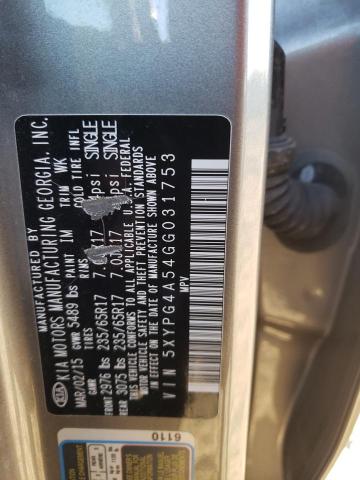 MANUFACTURED BY
KIA MOTORS MANUFACTURING GEORGIA, INC.
MAR/02/15 GVWR 5489 lbs PAINT IM TRIM WK
GAWR TIRES RIMS COLD TIRE INFL
FRONT 2976 lbs 235/65R17 7.0JX17 psi SINGLE
REAR 3075 lbs 235/65R17 7.0JX17 psi SINGLE
THIS VEHICLE CONFORMS TO ALL APPLICABLE U.S.A. FEDERAL
MOTOR VEHICLE SAFETY AND THEFT PREVENTION STANDARDS
IN EFFECT ON THE DATE OF MANUFACTURE SHOWN ABOVE
VIN 5XYPG4A54GG031753
MPV
KIA
6110